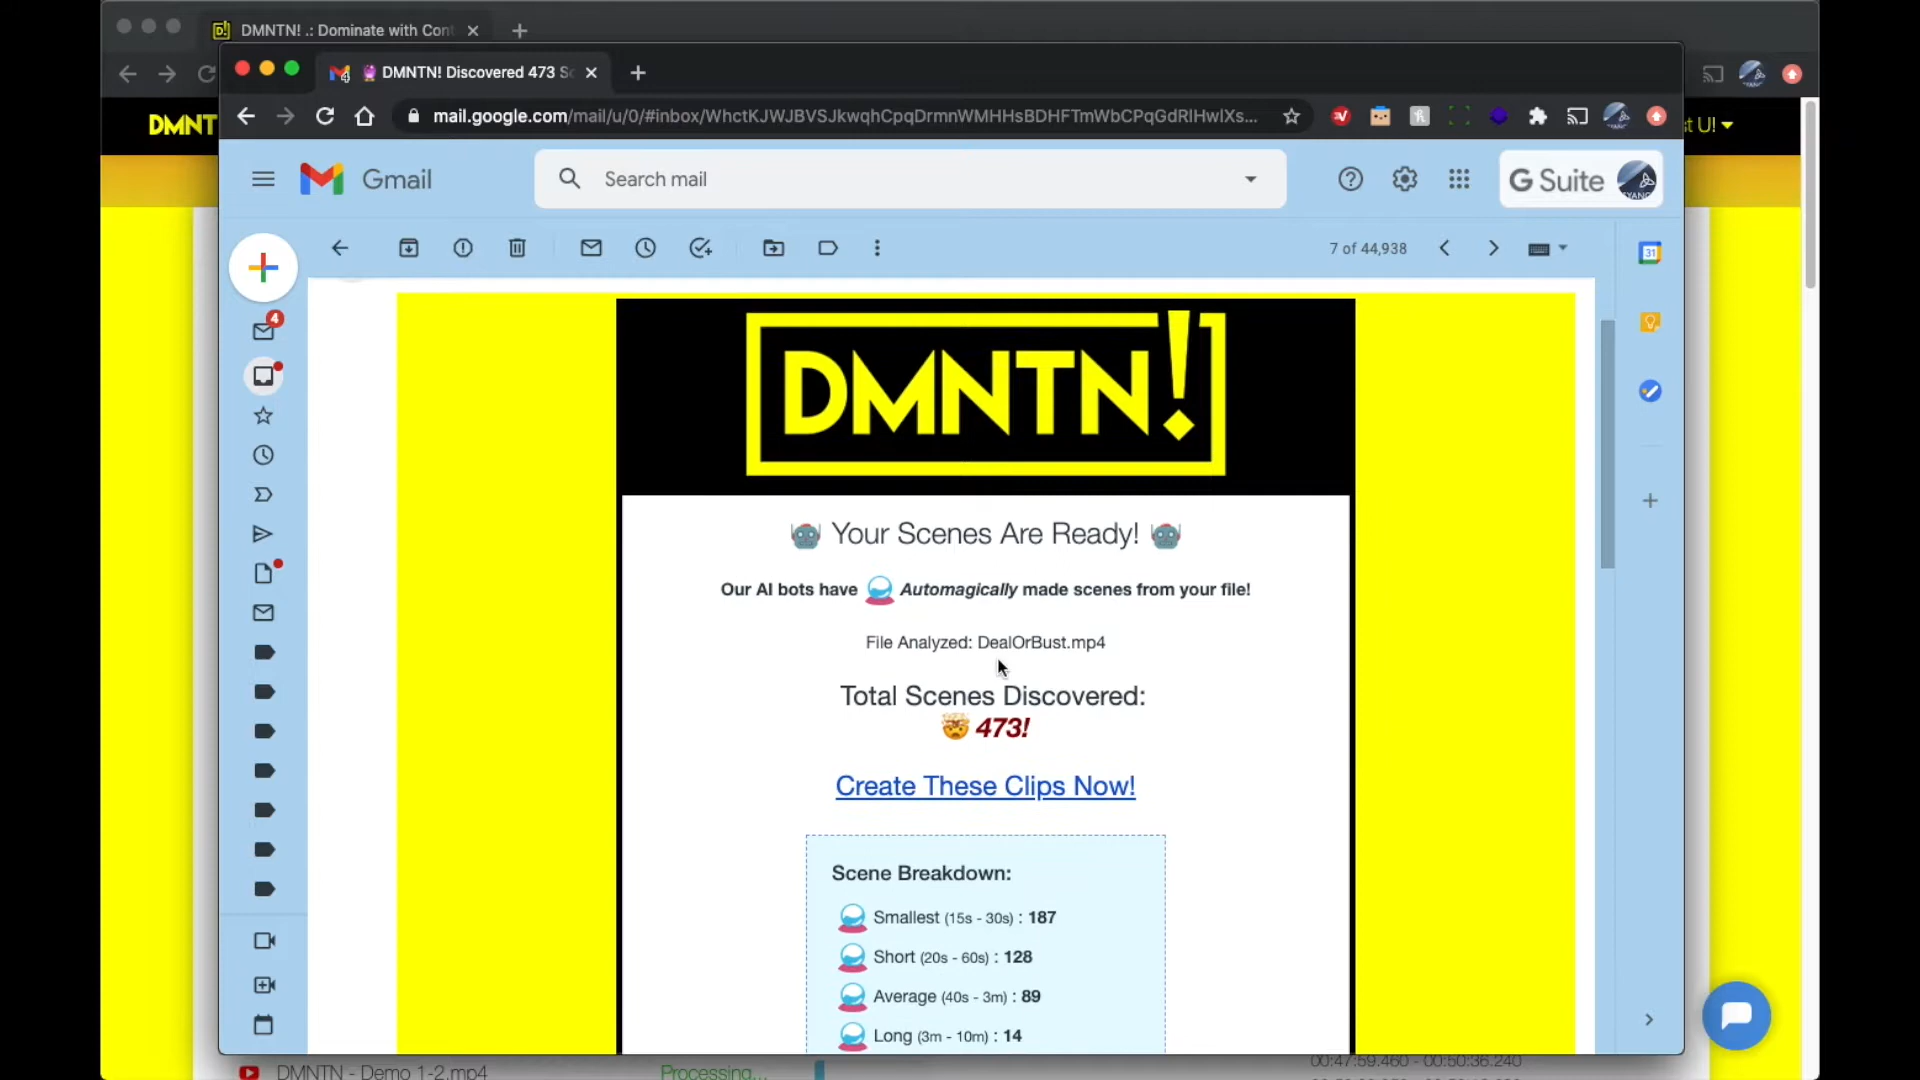 DMNTN! .: Dominate with Cont
DMNTN! Discovered 473 Sc
mail.google.com/mail/u/0/#inbox/WhctKJWJBVSJkwqhCpqDrmnWMHHsBDHFTmWbCPqGdRlHwlXs...
DMNT
t U!
Gmail
Search mail
G Suite
7 of 44,938
31
4
DMNTN!
Your Scenes Are Ready!
Our AI bots have Automagically made scenes from your file!
File Analyzed: DealOrBust.mp4
Total Scenes Discovered:
473!
Create These Clips Now!
Scene Breakdown:
Smallest (15s - 30s) : 187
Short (20s - 60s) : 128
Average (40s - 3m) : 89
Long (3m - 10m) : 14
DMNTN - Demo 1-2.mp4
Processing...
00:47:59.460 - 00:50:36.240